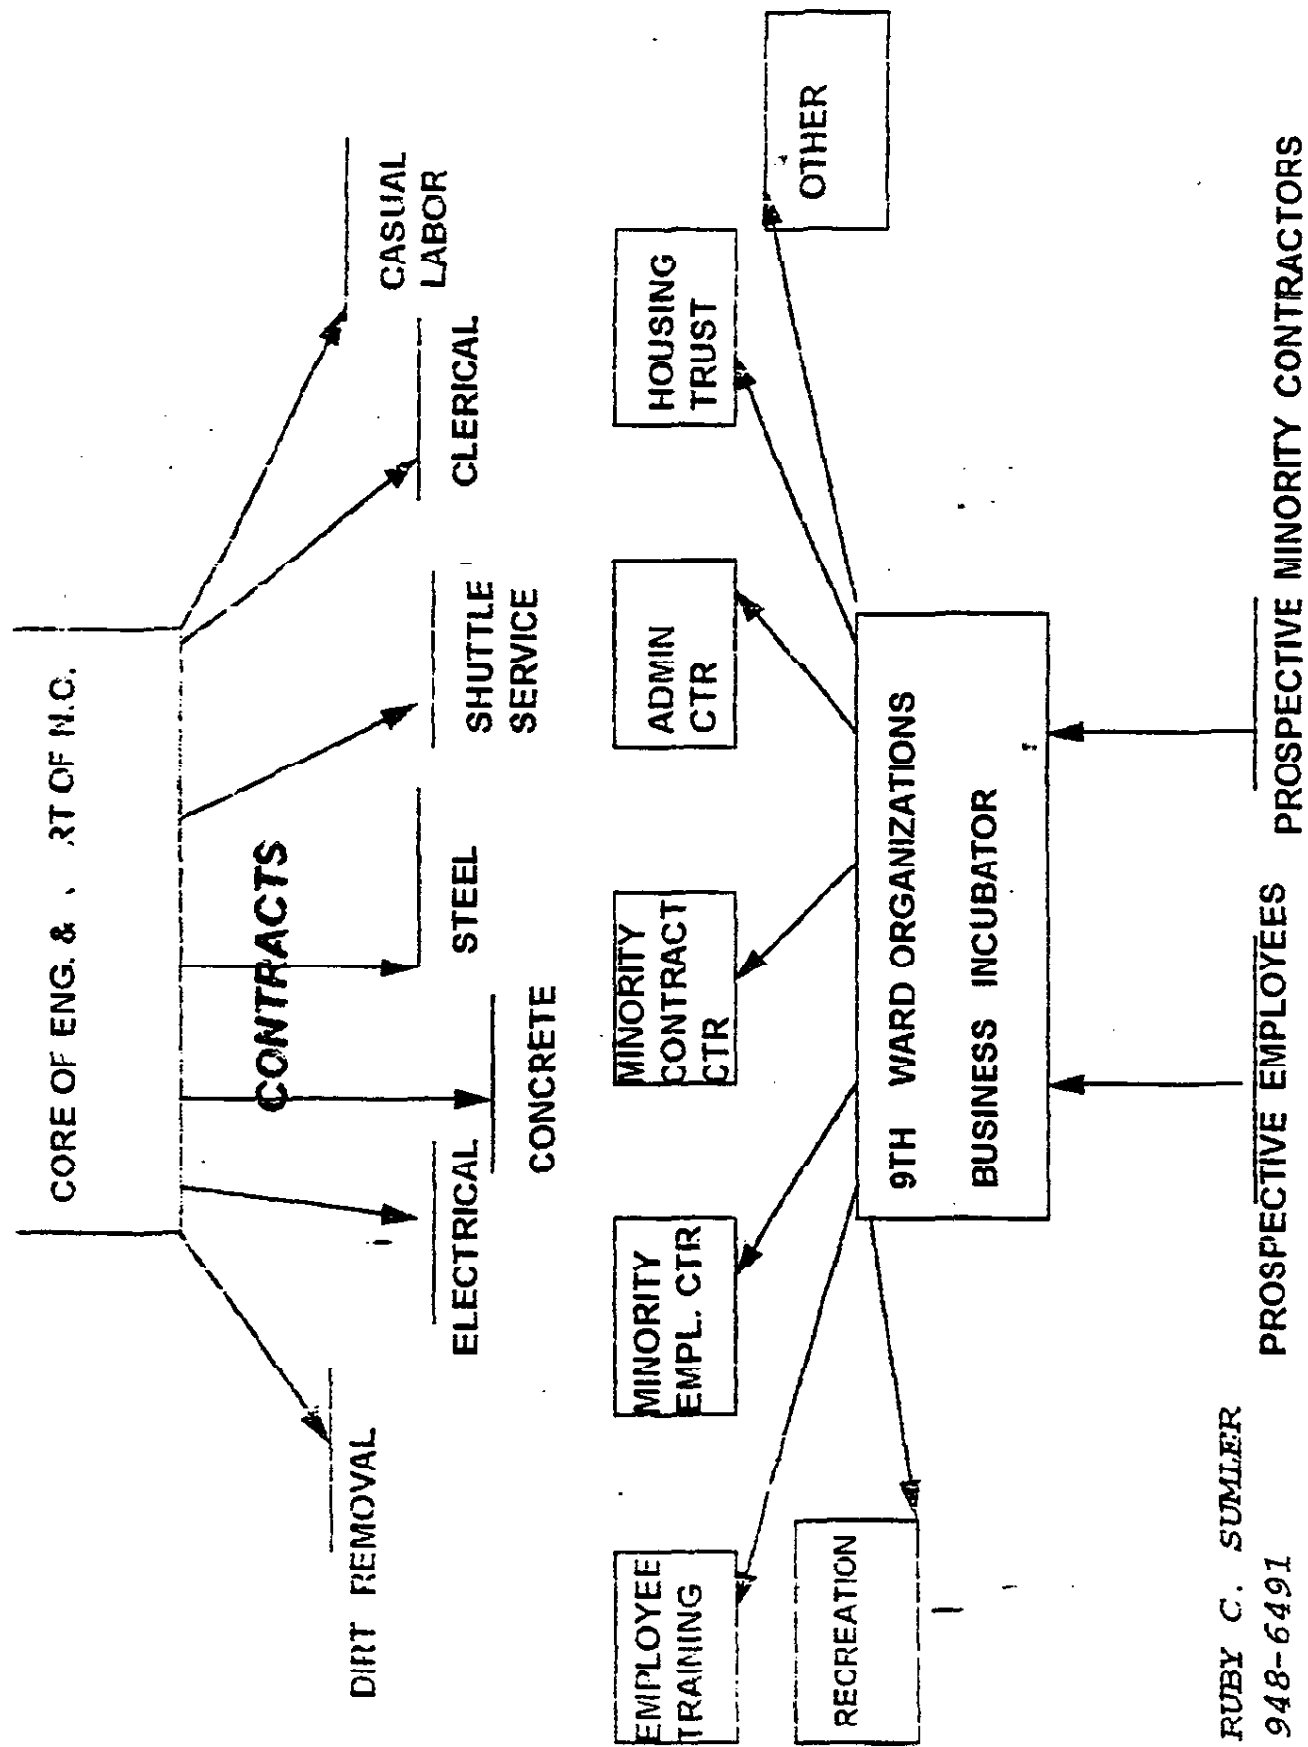 CORE OF ENG. & RT OF N.O.
CONTRACTS
DIRT REMOVAL
ELECTRICAL
CONCRETE
STEEL
SHUTTLE
SERVICE
CLERICAL
CASUAL
LABOR
EMPLOYEE
TRAINING
MINORITY
EMPL. CTR
MINORITY
CONTRACT
CTR
ADMIN
CTR
HOUSING
TRUST
OTHER
RECREATION
9TH WARD ORGANIZATIONS
BUSINESS INCUBATOR
PROSPECTIVE EMPLOYEES
PROSPECTIVE MINORITY CONTRACTORS
RUBY C. SUMLER
948-6491